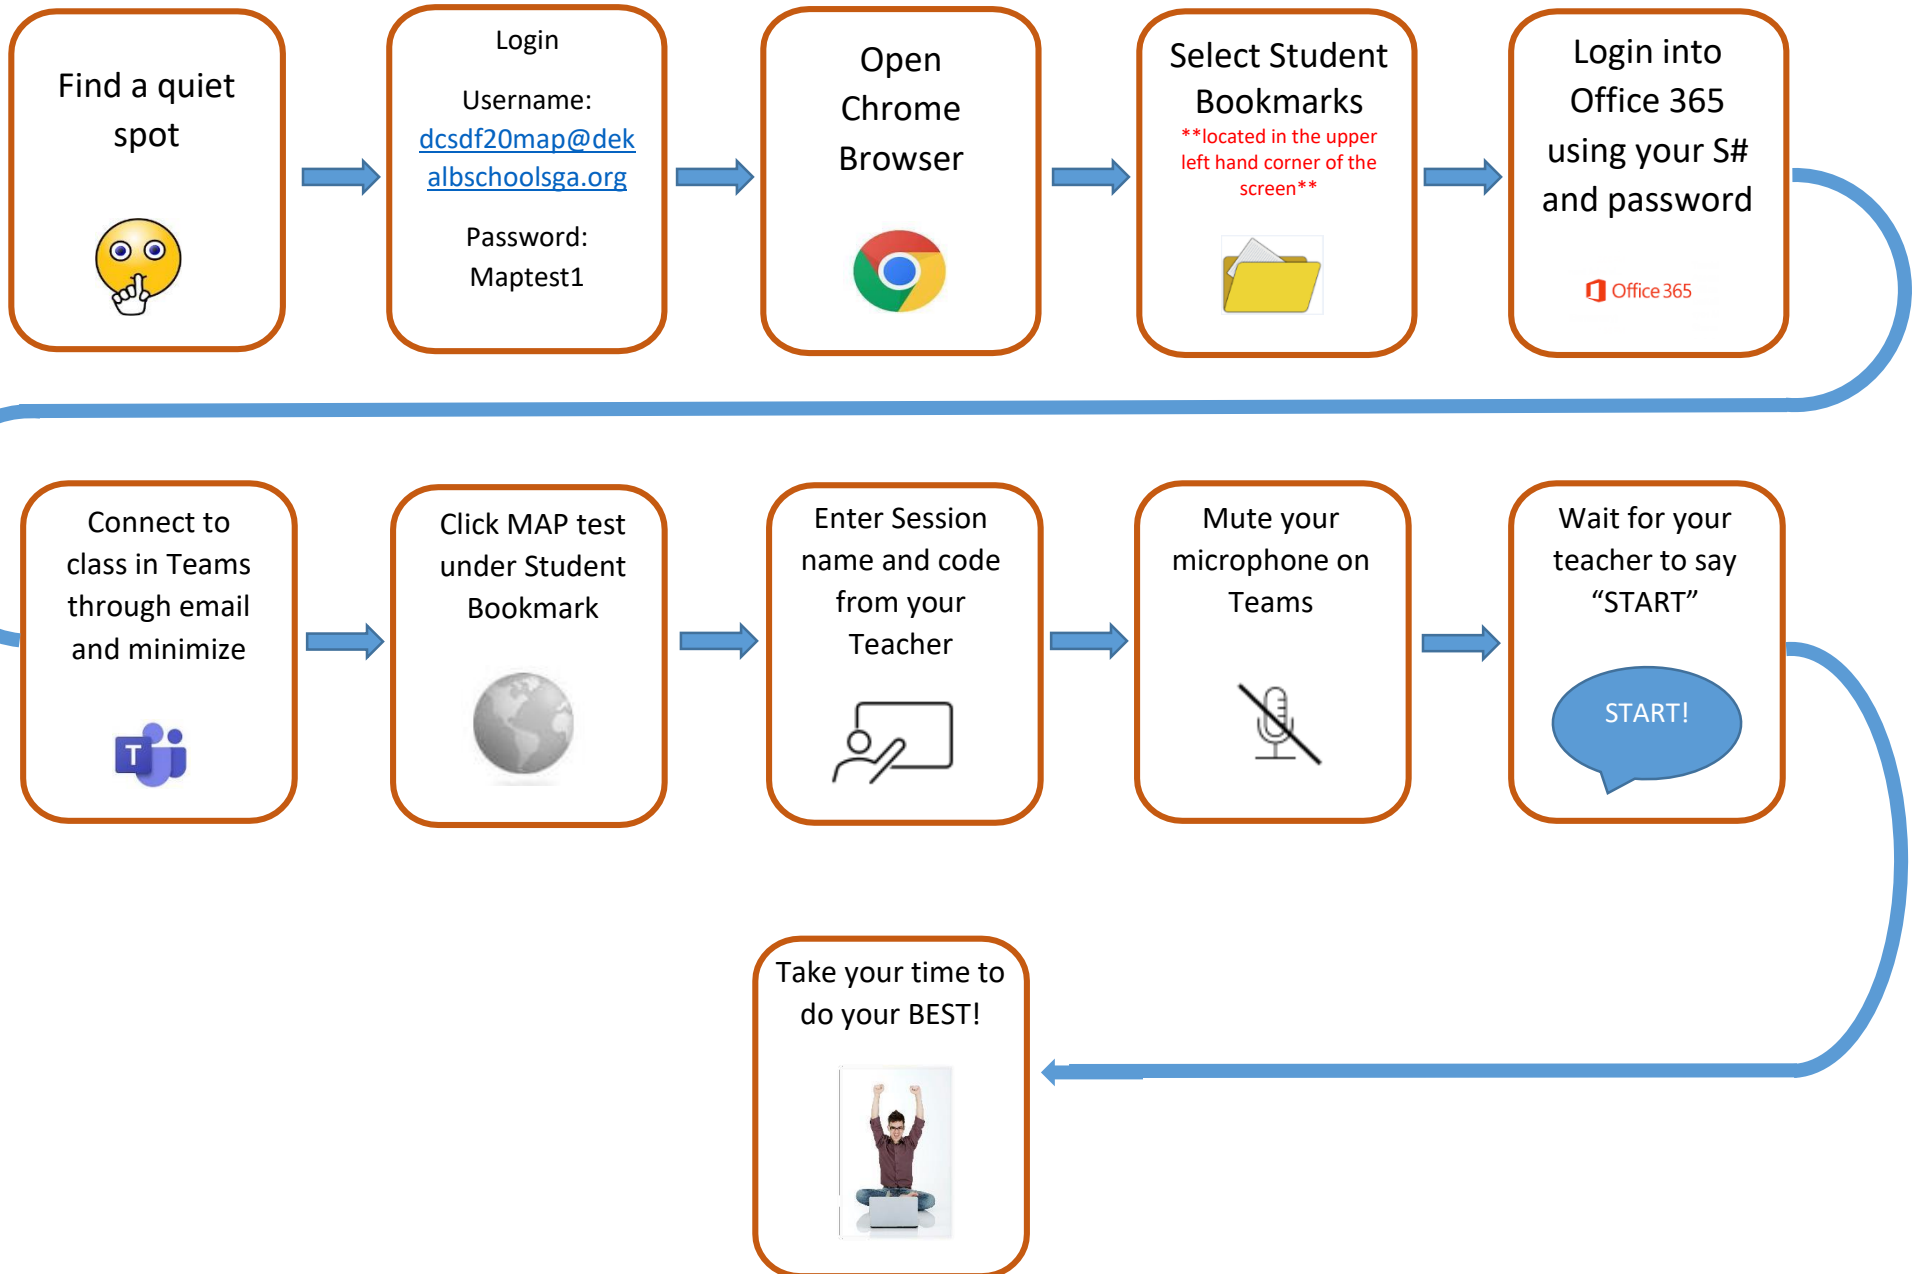 Find a quiet
spot
Login
Username:
dcsdf20map@dek
albschoolsga.org
Password:
Maptest1
Open
Chrome
Browser
Select Student
Bookmarks
**located in the upper
left hand corner of the
screen**
Login into
Office 365
using your S#
and password
Office 365
Connect to
class in Teams
through email
and minimize
T
Click MAP test
under Student
Bookmark
Enter Session
name and code
from your
Teacher
Mute your
microphone on
Teams
Wait for your
teacher to say
“START”
START!
Take your time to
do your BEST!